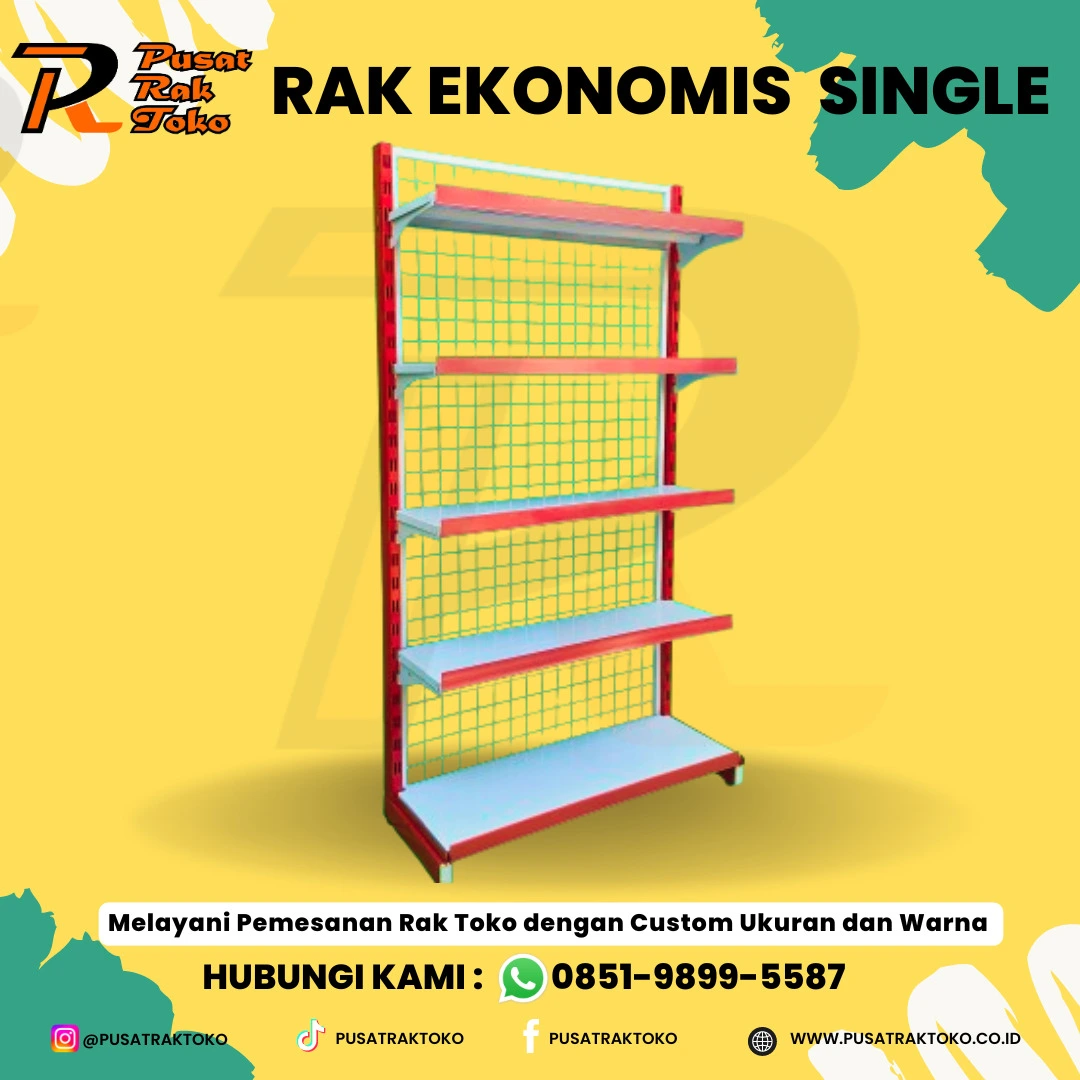 Pusat
Rak
Toko
RAK EKONOMIS SINGLE
Melayani Pemesanan Rak Toko dengan Custom Ukuran dan Warna
HUBUNGI KAMI : 0851-9899-5587
@PUSATRAKTOKO PUSATRAKTOKO PUSATRAKTOKO WWW.PUSATRAKTOKO.CO.ID